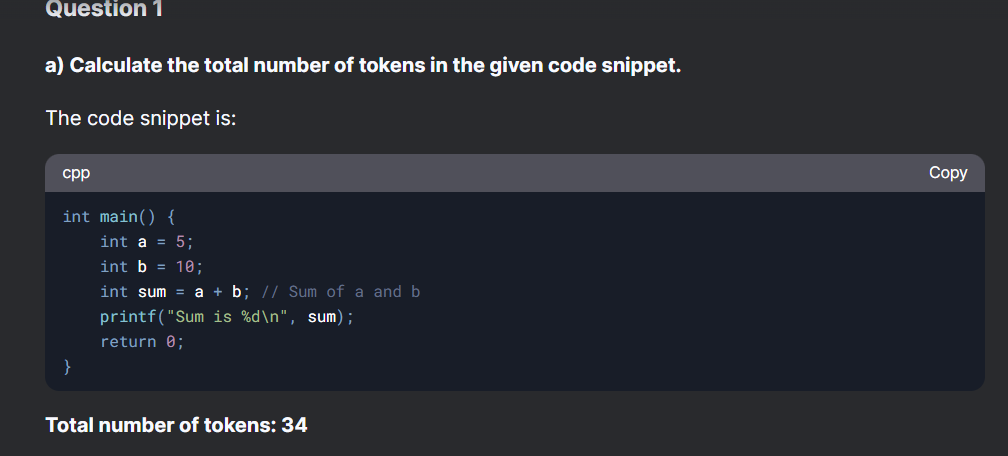 Question 1
a) Calculate the total number of tokens in the given code snippet.
The code snippet is:
cpp Copy
int main() {
    int a = 5;
    int b = 10;
    int sum = a + b; // Sum of a and b
    printf("Sum is %d\n", sum);
    return 0;
}
Total number of tokens: 34